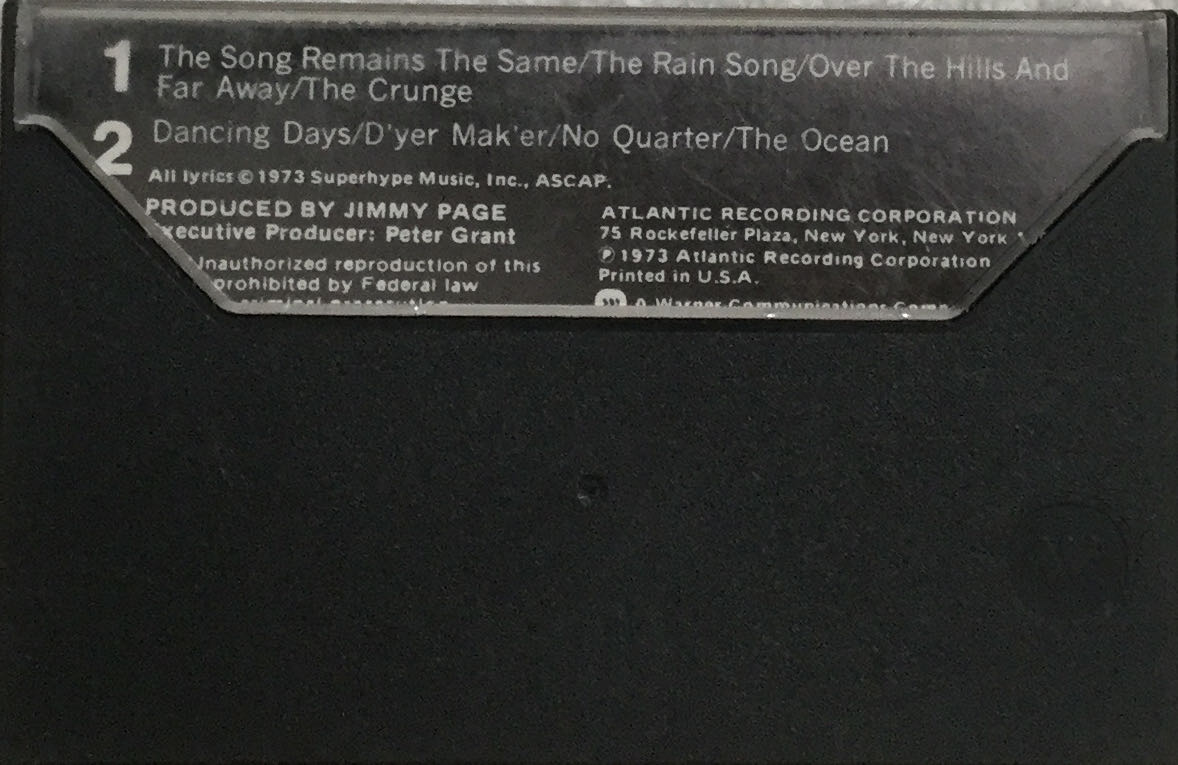 1 The Song Remains The Same/The Rain Song/Over The Hills And
Far Away/The Crunge
2 Dancing Days/D'yer Mak'er/No Quarter/The Ocean
All lyrics © 1973 Superhype Music, Inc., ASCAP.
PRODUCED BY JIMMY PAGE
xecutive Producer: Peter Grant
Unauthorized reproduction of this
prohibited by Federal law
ATLANTIC RECORDING CORPORATION
75 Rockefeller Plaza, New York, New York
℗ 1973 Atlantic Recording Corporation
Printed in U.S.A.
A Warner Communications